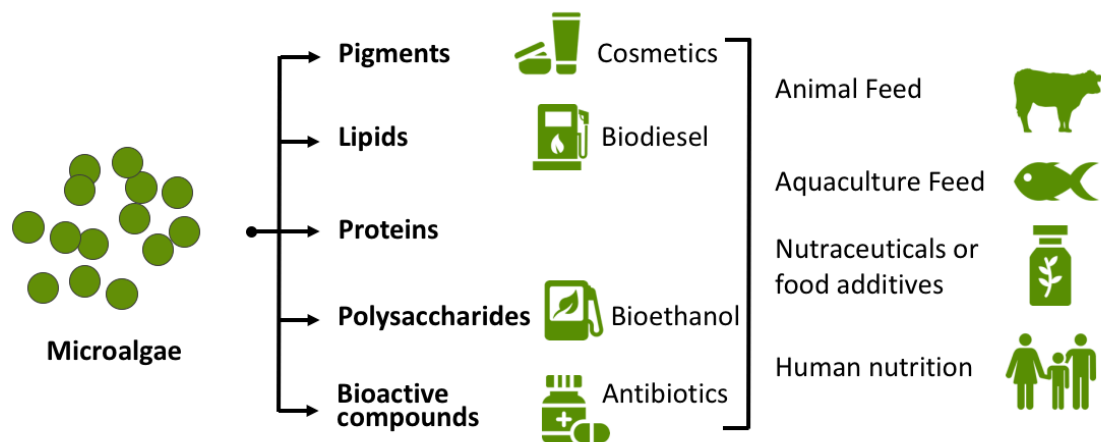 Microalgae
Pigments
Cosmetics
Lipids
Biodiesel
Proteins
Polysaccharides
Bioethanol
Bioactive
compounds
Antibiotics
Animal Feed
Aquaculture Feed
Nutraceuticals or
food additives
Human nutrition